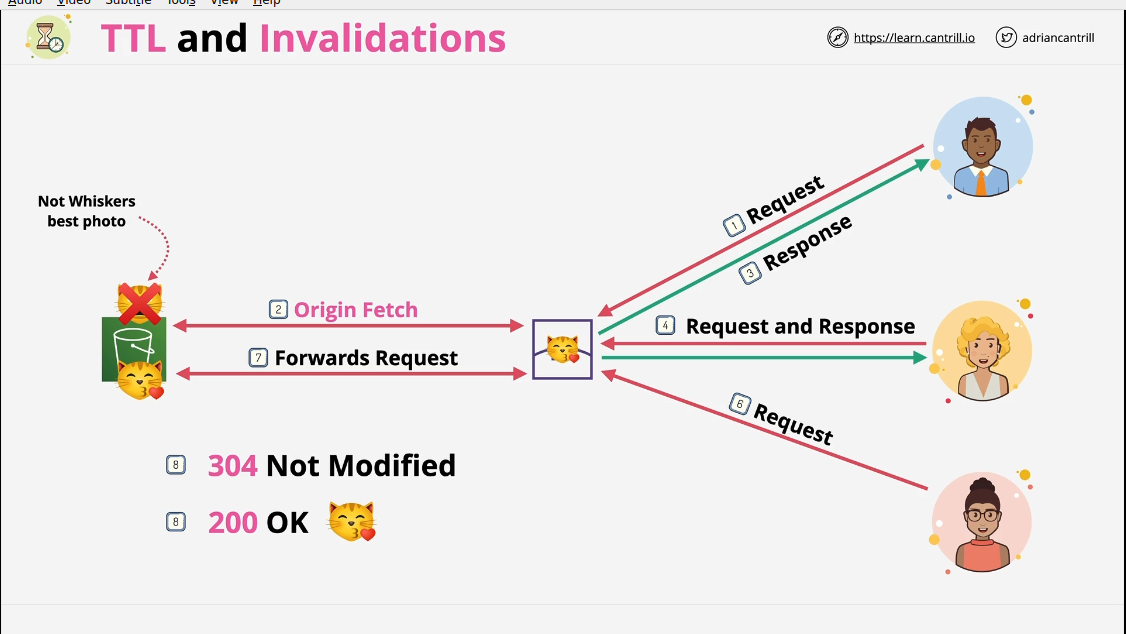 Audio Video Subtitle Tools View Help
TTL and Invalidations
https://learn.cantrill.io
adriancantrill
Not Whiskers
best photo
1 Request
3 Response
2 Origin Fetch
4 Request and Response
7 Forwards Request
6 Request
8 304 Not Modified
8 200 OK